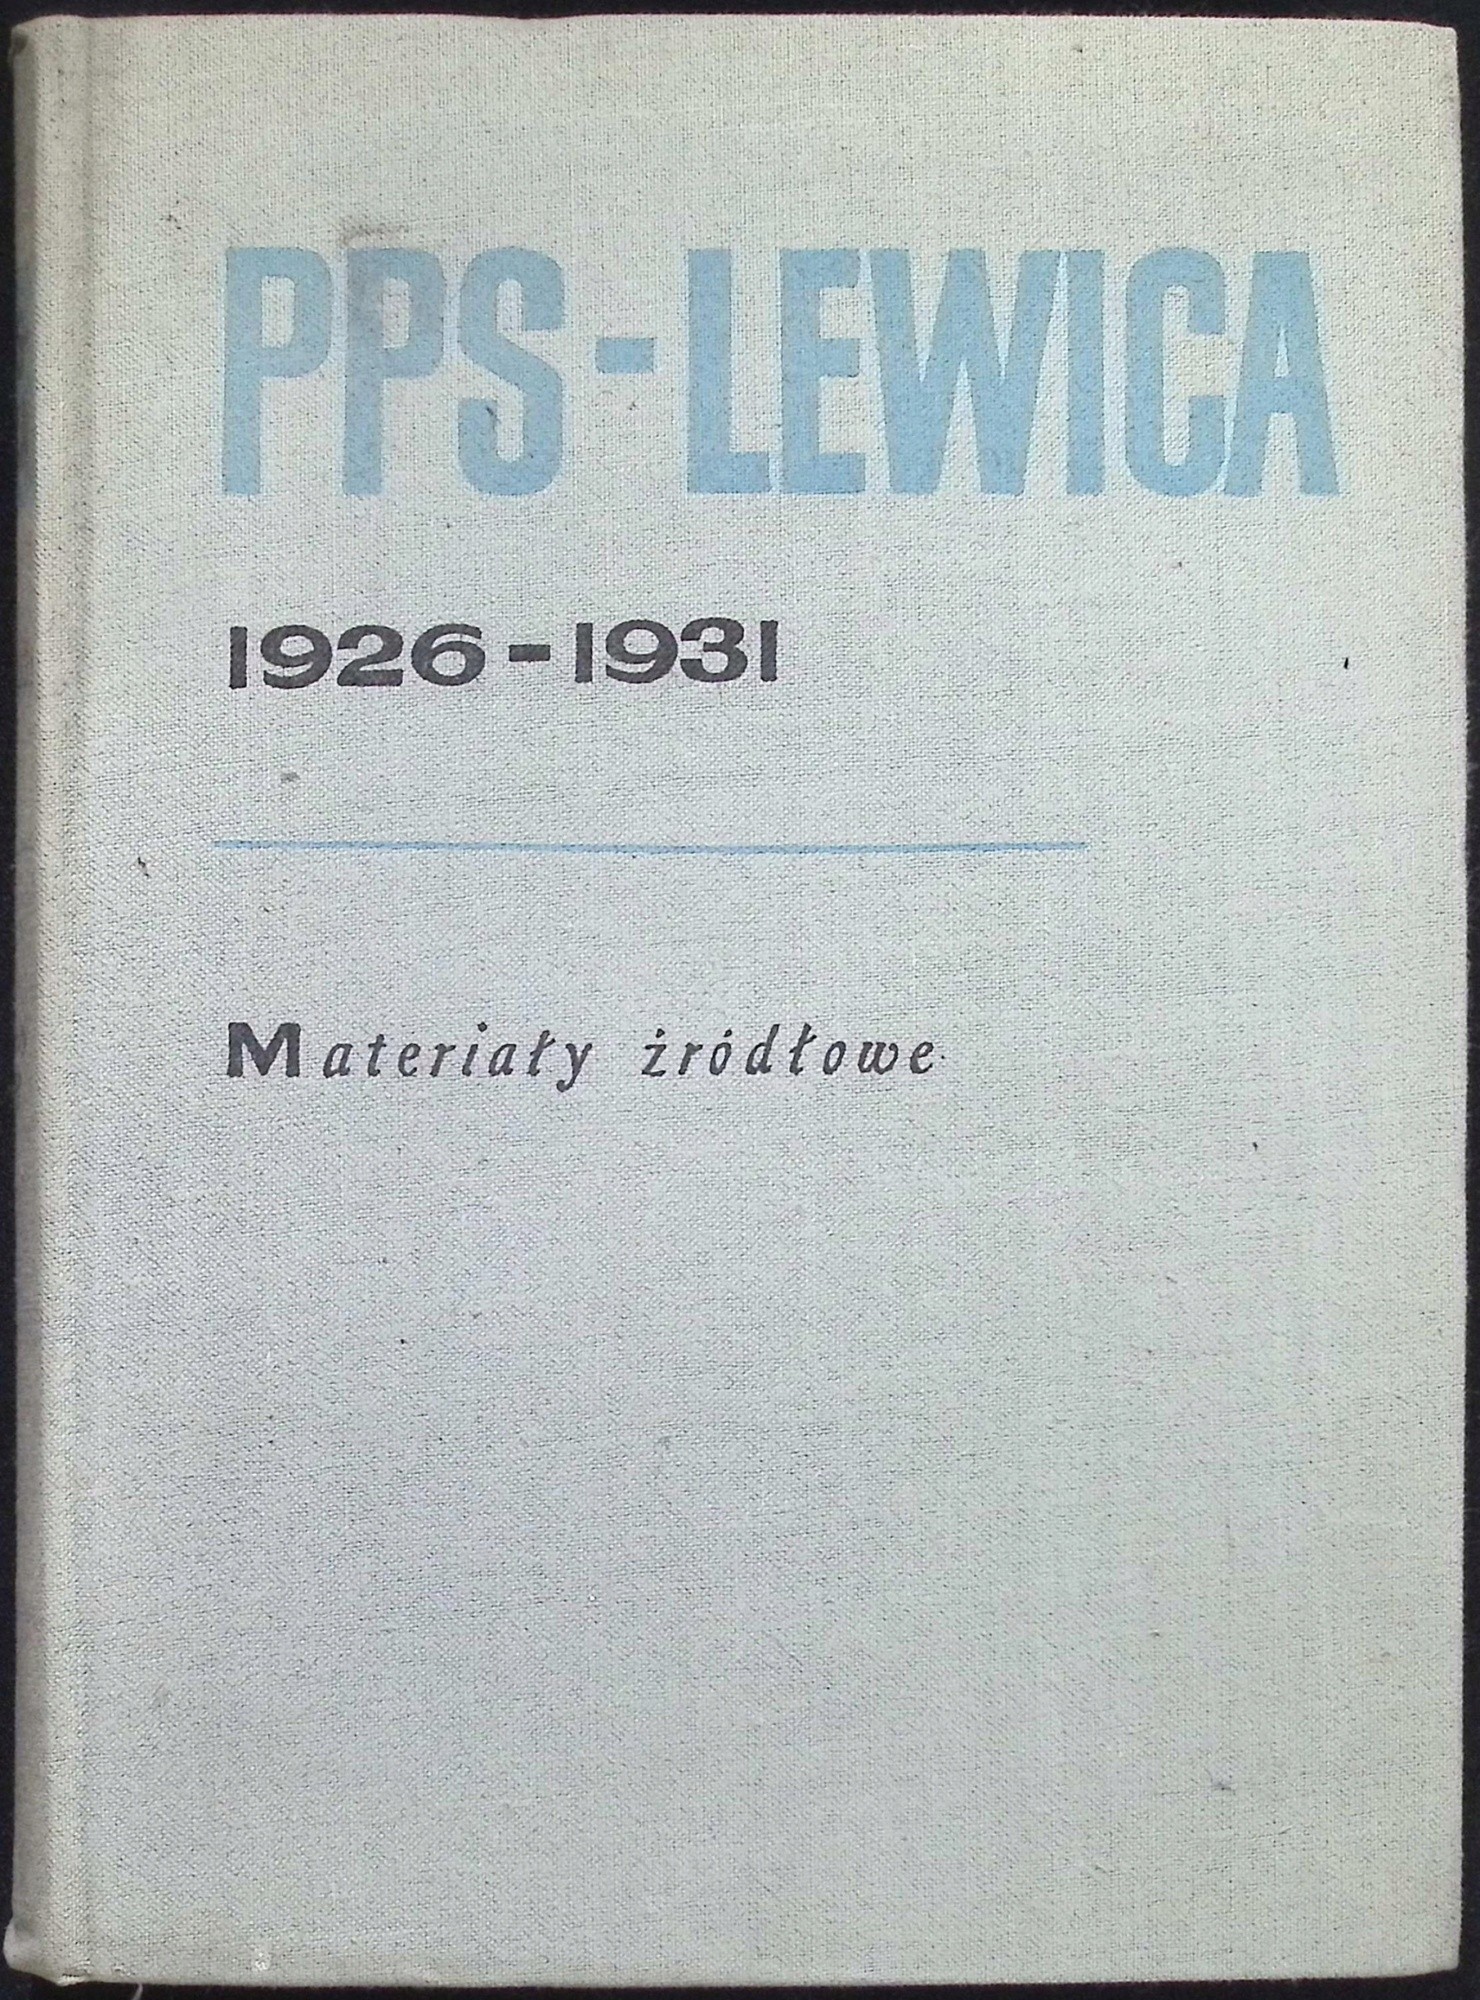 PPS-LEWICA
1926-1931
Materiały źródłowe